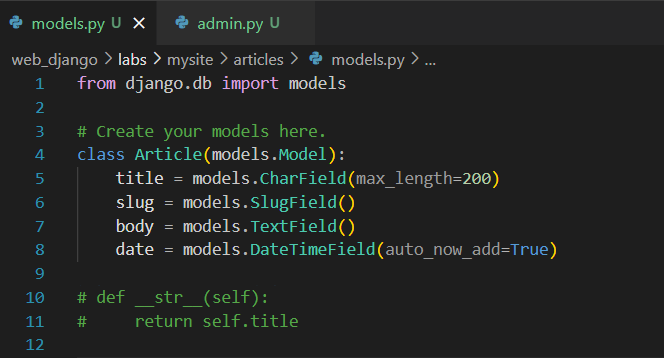 models.py U
admin.py U
web_django > labs > mysite > articles > models.py > ...
1 from django.db import models
2
3 # Create your models here.
4 class Article(models.Model):
5     title = models.CharField(max_length=200)
6     slug = models.SlugField()
7     body = models.TextField()
8     date = models.DateTimeField(auto_now_add=True)
9
10 # def __str__(self):
11 #     return self.title
12